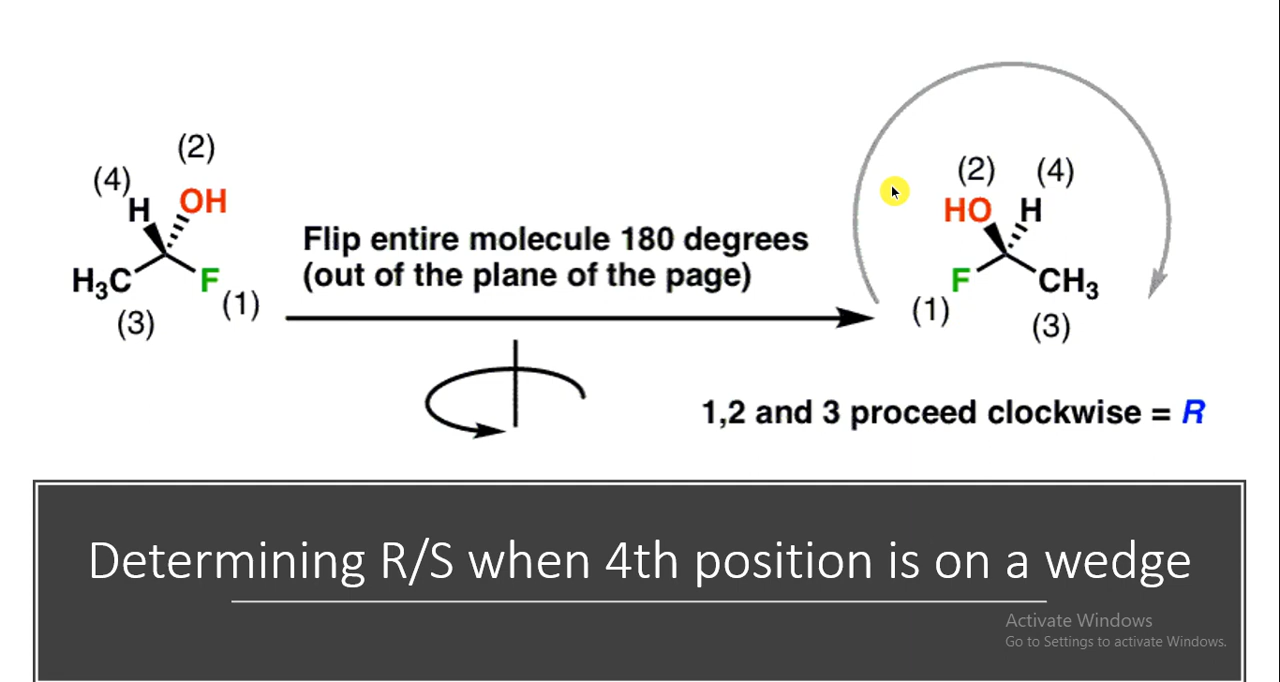 (2)
(4)
H OH
H₃C F
(3) (1)
Flip entire molecule 180 degrees
(out of the plane of the page)
(2) (4)
HO H
F CH₃
(1) (3)
1,2 and 3 proceed clockwise = R
Determining R/S when 4th position is on a wedge
Activate Windows
Go to Settings to activate Windows.